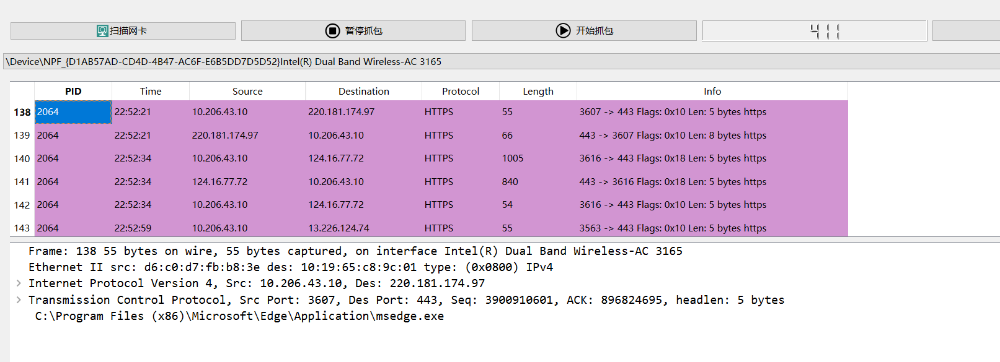 扫描网卡 暂停抓包 开始抓包 411
\Device\NPF_{D1AB57AD-CD4D-4B47-AC6F-E6B5DD7D5D52}Intel(R) Dual Band Wireless-AC 3165
PID Time Source Destination Protocol Length Info
138 2064 22:52:21 10.206.43.10 220.181.174.97 HTTPS 55 3607 -> 443 Flags: 0x10 Len: 5 bytes https
139 2064 22:52:21 220.181.174.97 10.206.43.10 HTTPS 66 443 -> 3607 Flags: 0x10 Len: 8 bytes https
140 2064 22:52:34 10.206.43.10 124.16.77.72 HTTPS 1005 3616 -> 443 Flags: 0x18 Len: 5 bytes https
141 2064 22:52:34 124.16.77.72 10.206.43.10 HTTPS 840 443 -> 3616 Flags: 0x18 Len: 5 bytes https
142 2064 22:52:34 10.206.43.10 124.16.77.72 HTTPS 54 3616 -> 443 Flags: 0x10 Len: 5 bytes https
143 2064 22:52:59 10.206.43.10 13.226.124.74 HTTPS 55 3563 -> 443 Flags: 0x10 Len: 5 bytes https
Frame: 138 55 bytes on wire, 55 bytes captured, on interface Intel(R) Dual Band Wireless-AC 3165
Ethernet II src: d6:c0:d7:fb:b8:3e des: 10:19:65:c8:9c:01 type: (0x0800) IPv4
Internet Protocol Version 4, Src: 10.206.43.10, Des: 220.181.174.97
Transmission Control Protocol, Src Port: 3607, Des Port: 443, Seq: 3900910601, ACK: 896824695, headlen: 5 bytes
C:\Program Files (x86)\Microsoft\Edge\Application\msedge.exe